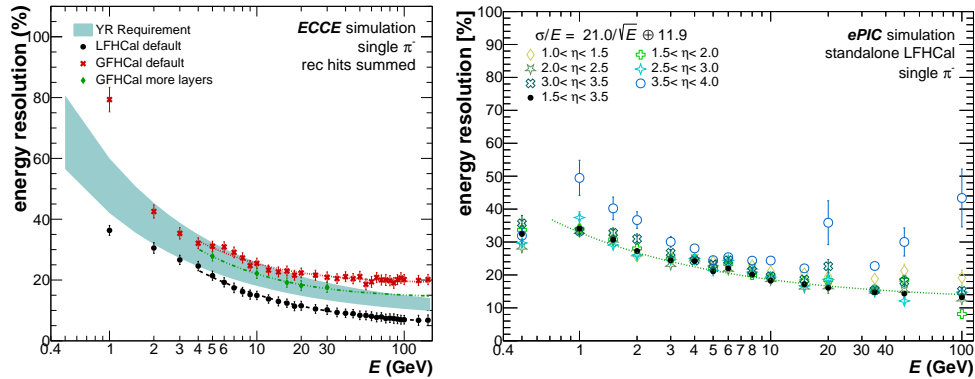 energy resolution (%)
100
80
60
40
20
0
YR Requirement
LFHCal default
GFHCal default
GFHCal more layers
ECCE simulation
single π-
rec hits summed
0.4
1
2
3
4
5
6
10
20
30
100
E (GeV)
energy resolution [%]
100
90
80
70
60
50
40
30
20
10
0
σ/E = 21.0/√E ⊕ 11.9
1.0< η< 1.5
1.5< η< 2.0
2.0< η< 2.5
2.5< η< 3.0
3.0< η< 3.5
3.5< η< 4.0
1.5< η< 3.5
ePIC simulation
standalone LFHCal
single π-
0.4
1
2
3
4
5
6
7
8
10
20
30
40
100
E (GeV)